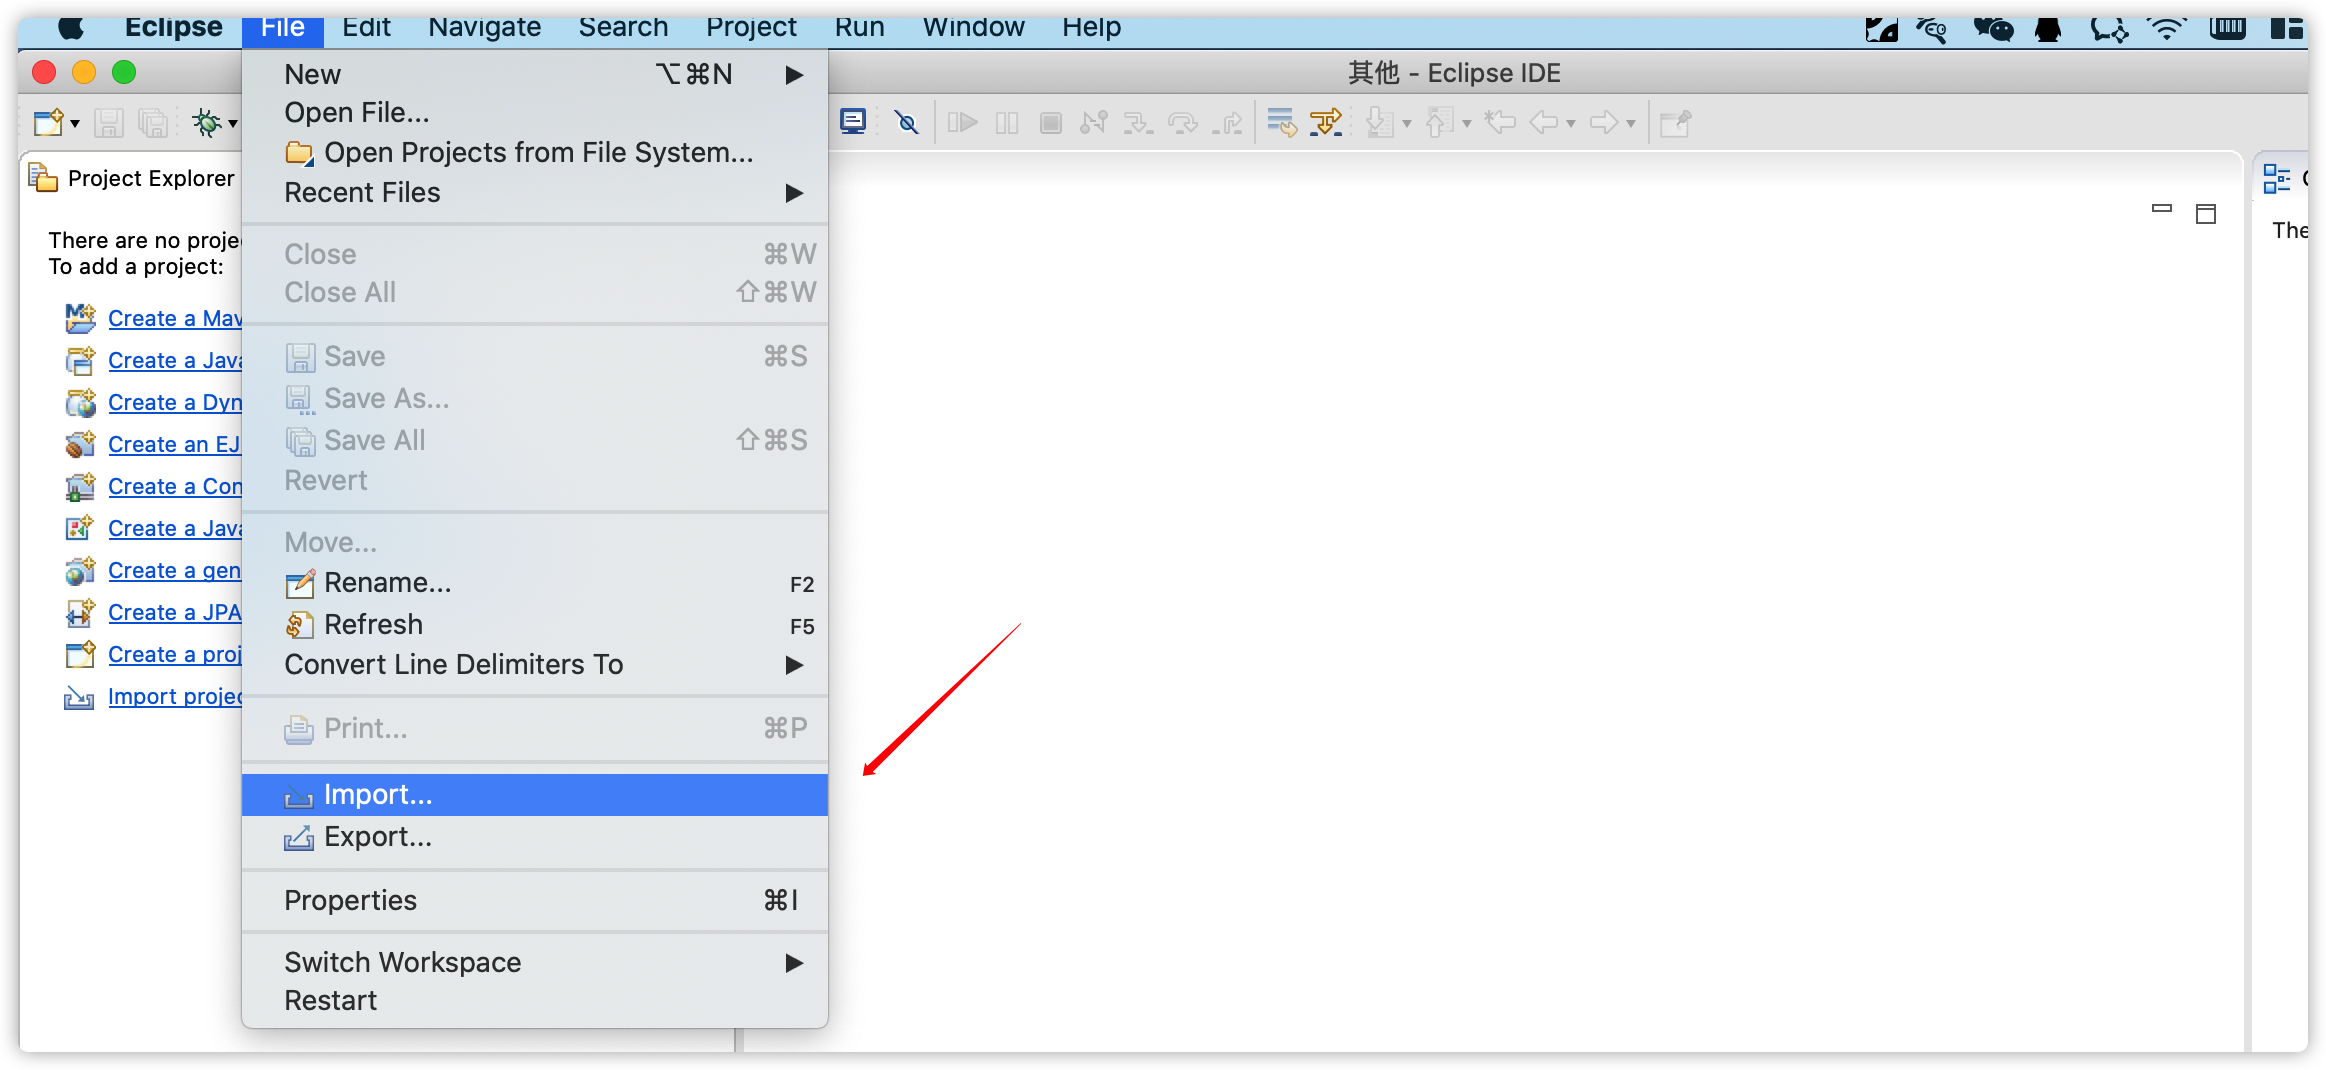 Eclipse File Edit Navigate Search Project Run Window Help
其他 - Eclipse IDE
Project Explorer
There are no proje
To add a project:
Create a Mav
Create a Java
Create a Dyn
Create an EJ
Create a Con
Create a Java
Create a gen
Create a JPA
Create a proj
Import projec
New ⌥⌘N ▶
Open File...
Open Projects from File System...
Recent Files ▶
Close ⌘W
Close All ⇧⌘W
Save ⌘S
Save As...
Save All ⇧⌘S
Revert
Move...
Rename... F2
Refresh F5
Convert Line Delimiters To ▶
Print... ⌘P
Import...
Export...
Properties ⌘I
Switch Workspace ▶
Restart
The